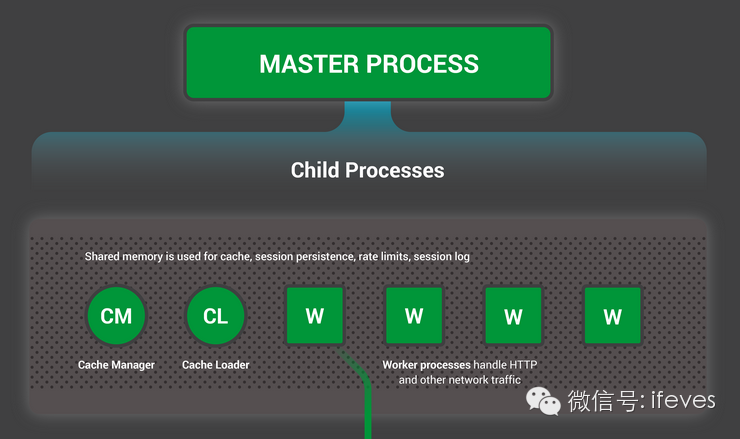 MASTER PROCESS
Child Processes
Shared memory is used for cache, session persistence, rate limits, session log
CM
CL
W
W
W
W
Cache Manager
Cache Loader
Worker processes handle HTTP
and other network traffic
微信号: ifeves